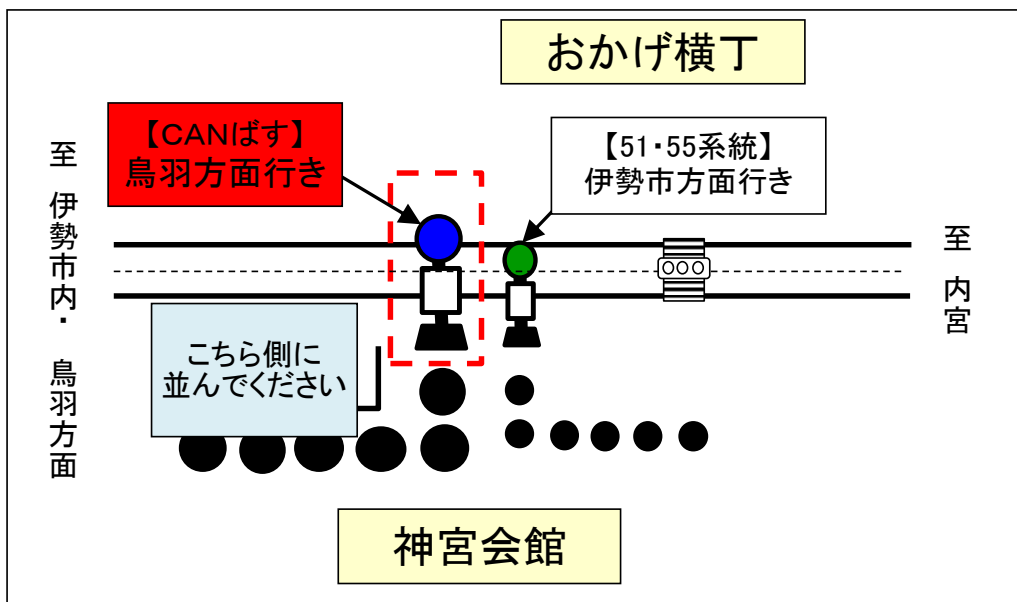 おかげ横丁
【CANばす】
鳥羽方面行き
【51・55系統】
伊勢市方面行き
至 伊勢市内・ 鳥羽方面
至 内宮
こちら側に
並んでください
神宮会館